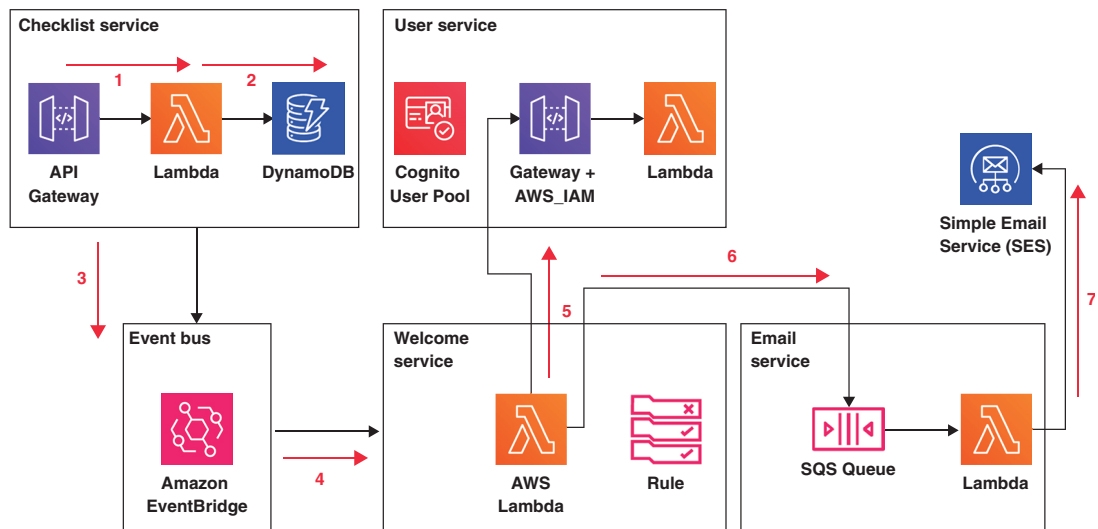 Checklist service
1
2
API
Gateway
Lambda
DynamoDB
User service
Cognito
User Pool
Gateway +
AWS_IAM
Lambda
Simple Email
Service (SES)
3
5
6
7
Event bus
Amazon
EventBridge
4
Welcome
service
AWS
Lambda
Rule
Email
service
SQS Queue
Lambda